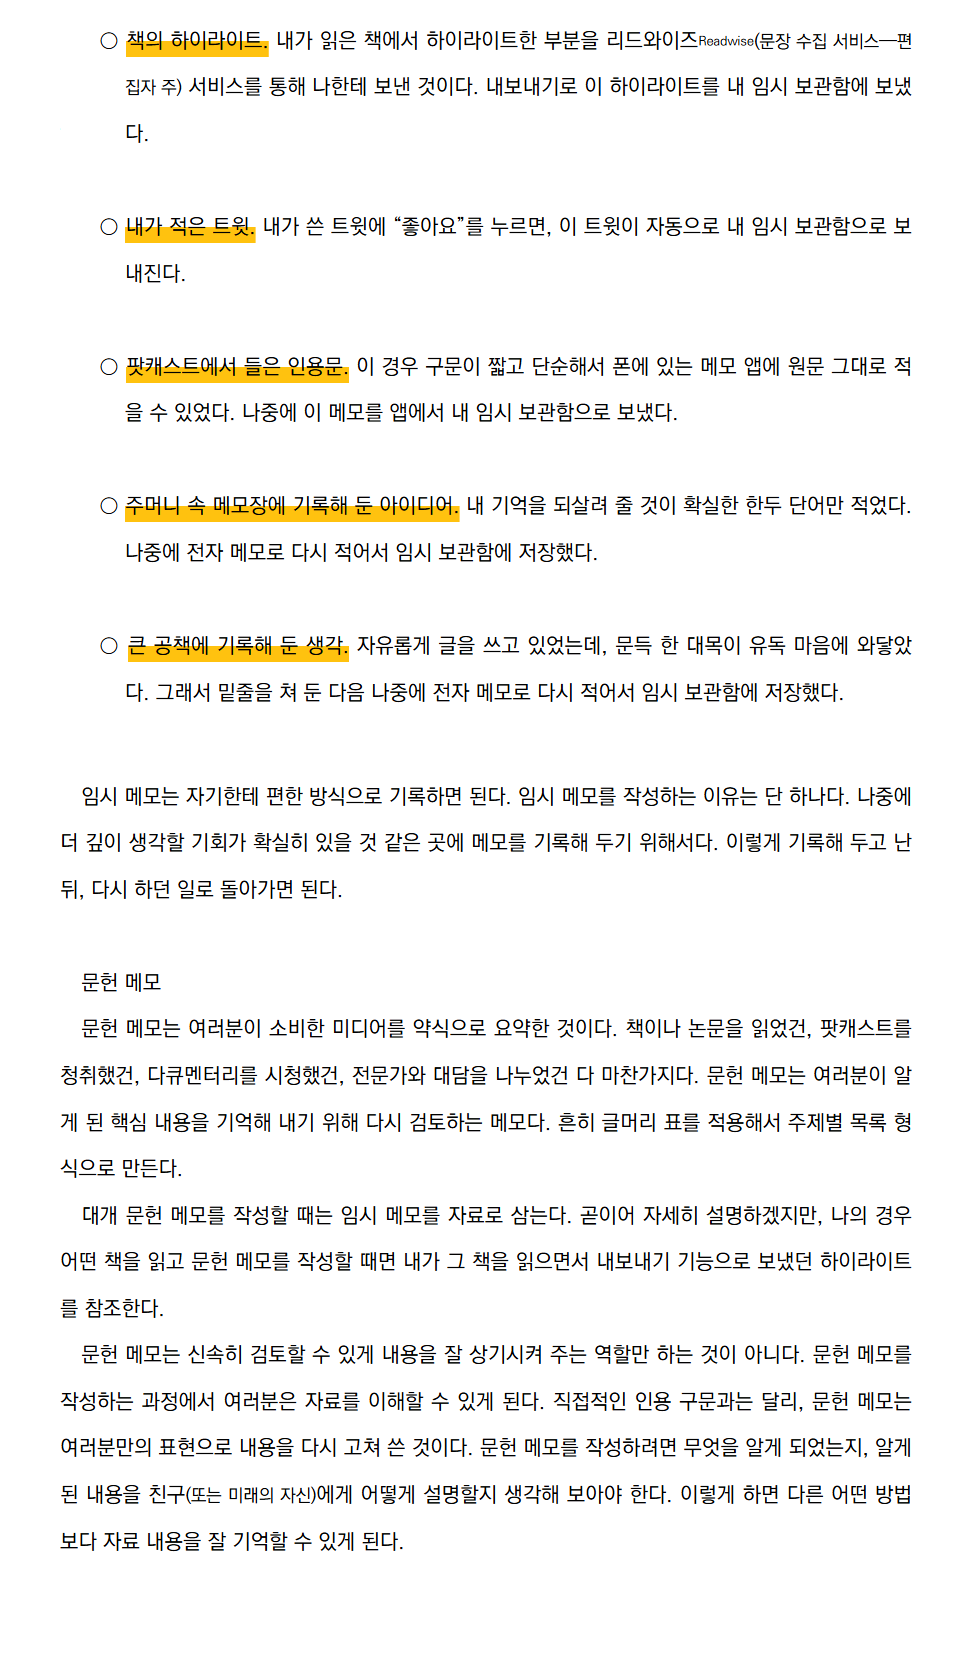 ○ 책의 하이라이트. 내가 읽은 책에서 하이라이트한 부분을 리드와이즈Readwise(문장 수집 서비스—편
집자 주) 서비스를 통해 나한테 보낸 것이다. 내보내기로 이 하이라이트를 내 임시 보관함에 보냈
다.
○ 내가 적은 트윗. 내가 쓴 트윗에 “좋아요”를 누르면, 이 트윗이 자동으로 내 임시 보관함으로 보
내진다.
○ 팟캐스트에서 들은 인용문. 이 경우 구문이 짧고 단순해서 폰에 있는 메모 앱에 원문 그대로 적
을 수 있었다. 나중에 이 메모를 앱에서 내 임시 보관함으로 보냈다.
○ 주머니 속 메모장에 기록해 둔 아이디어. 내 기억을 되살려 줄 것이 확실한 한두 단어만 적었다.
나중에 전자 메모로 다시 적어서 임시 보관함에 저장했다.
○ 큰 공책에 기록해 둔 생각. 자유롭게 글을 쓰고 있었는데, 문득 한 대목이 유독 마음에 와닿았
다. 그래서 밑줄을 쳐 둔 다음 나중에 전자 메모로 다시 적어서 임시 보관함에 저장했다.
임시 메모는 자기한테 편한 방식으로 기록하면 된다. 임시 메모를 작성하는 이유는 단 하나다. 나중에
더 깊이 생각할 기회가 확실히 있을 것 같은 곳에 메모를 기록해 두기 위해서다. 이렇게 기록해 두고 난
뒤, 다시 하던 일로 돌아가면 된다.
문헌 메모
문헌 메모는 여러분이 소비한 미디어를 약식으로 요약한 것이다. 책이나 논문을 읽었건, 팟캐스트를
청취했건, 다큐멘터리를 시청했건, 전문가와 대담을 나누었건 다 마찬가지다. 문헌 메모는 여러분이 알
게 된 핵심 내용을 기억해 내기 위해 다시 검토하는 메모다. 흔히 글머리 표를 적용해서 주제별 목록 형
식으로 만든다.
대개 문헌 메모를 작성할 때는 임시 메모를 자료로 삼는다. 곧이어 자세히 설명하겠지만, 나의 경우
어떤 책을 읽고 문헌 메모를 작성할 때면 내가 그 책을 읽으면서 내보내기 기능으로 보냈던 하이라이트
를 참조한다.
문헌 메모는 신속히 검토할 수 있게 내용을 잘 상기시켜 주는 역할만 하는 것이 아니다. 문헌 메모를
작성하는 과정에서 여러분은 자료를 이해할 수 있게 된다. 직접적인 인용 구문과는 달리, 문헌 메모는
여러분만의 표현으로 내용을 다시 고쳐 쓴 것이다. 문헌 메모를 작성하려면 무엇을 알게 되었는지, 알게
된 내용을 친구(또는 미래의 자신)에게 어떻게 설명할지 생각해 보아야 한다. 이렇게 하면 다른 어떤 방법
보다 자료 내용을 잘 기억할 수 있게 된다.